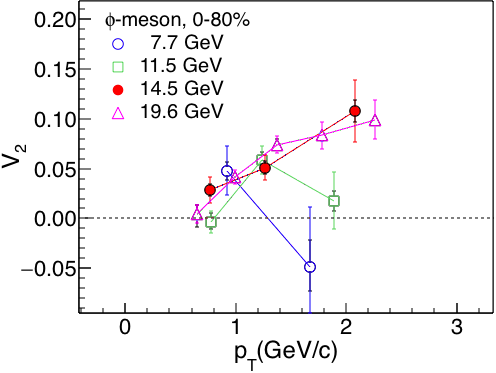 ϕ-meson, 0-80%
7.7 GeV
11.5 GeV
14.5 GeV
19.6 GeV
0.20
0.15
0.10
0.05
0.00
−0.05
V2
0 1 2 3
pT(GeV/c)